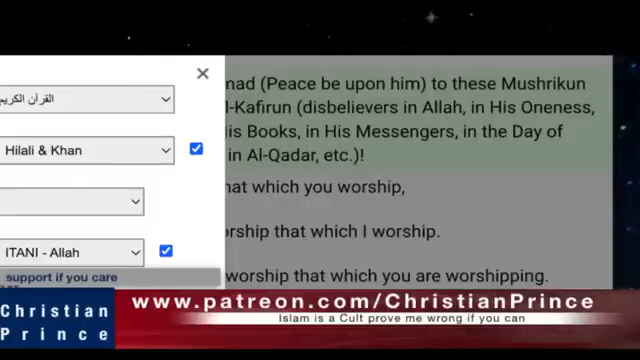 القرآن الكريم
Hilali & Khan
ITANI - Allah
support if you care
mad (Peace be upon him) to these Mushrikun
l-Kafirun (disbelievers in Allah, in His Oneness,
His Books, in His Messengers, in the Day of
in Al-Qadar, etc.)!
hat which you worship,
rship that which I worship.
worship that which you are worshipping.
Christian
Prince
www.patreon.com/ChristianPrince
Islam is a Cult prove me wrong if you can